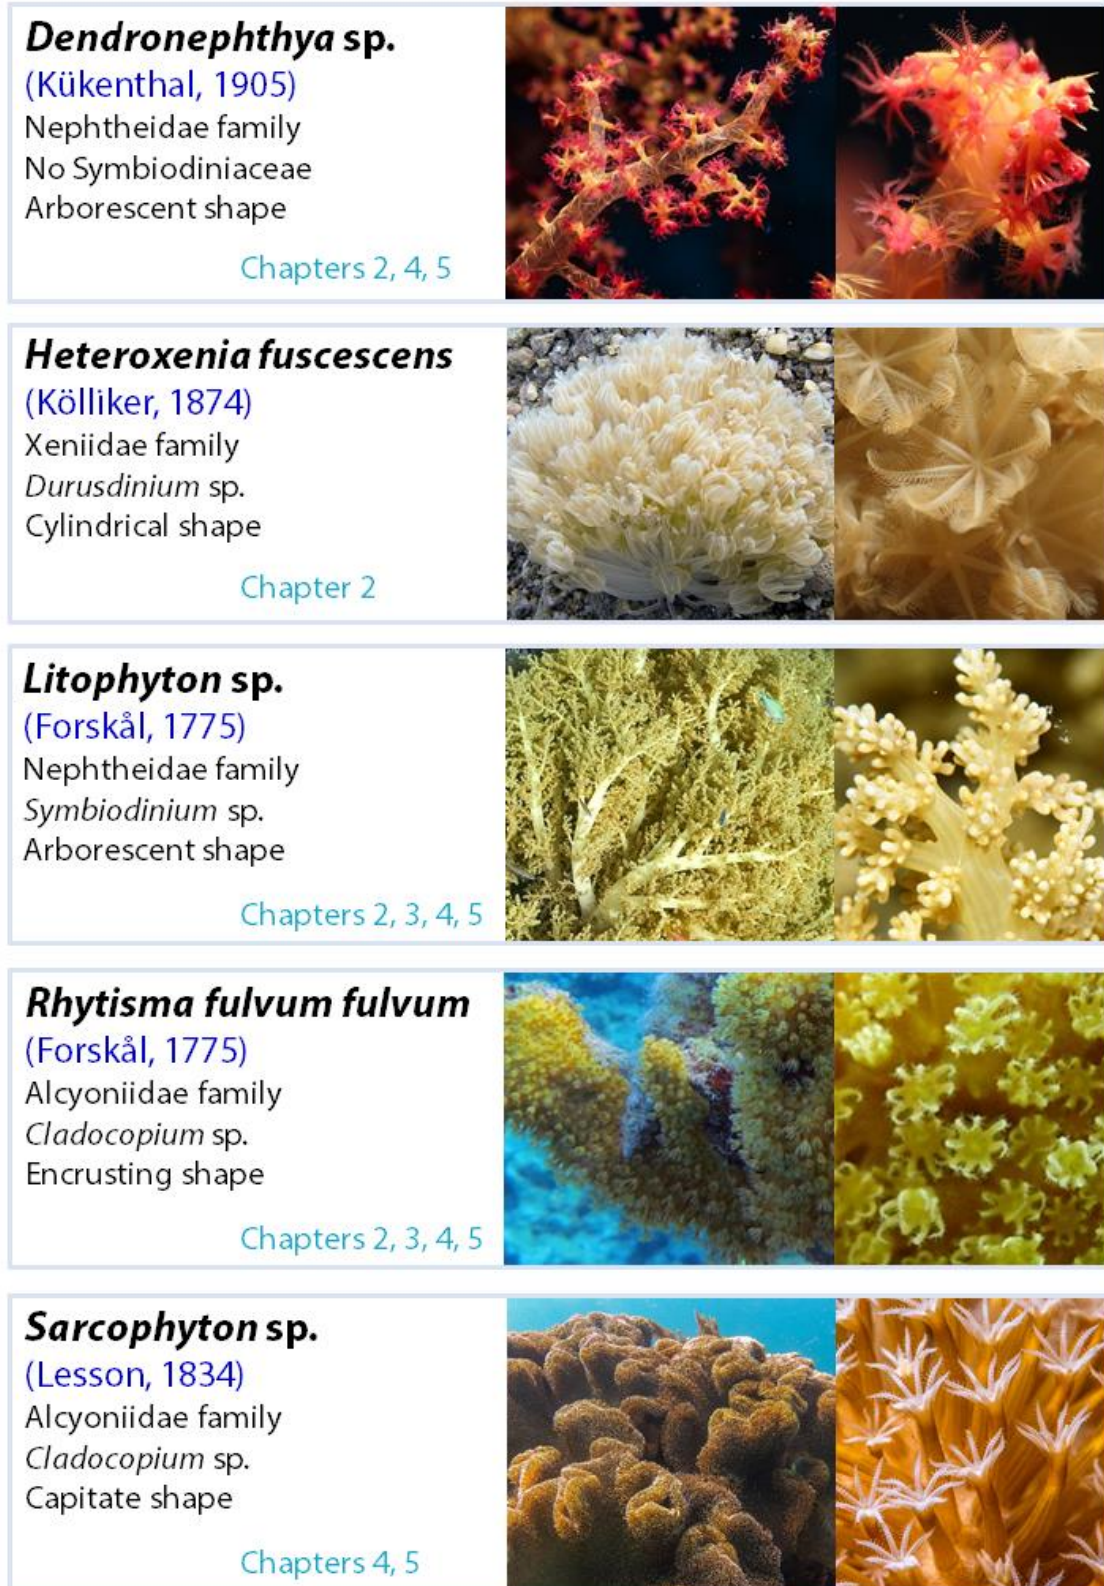 Dendronephthya sp.
(Kükenthal, 1905)
Nephtheidae family
No Symbiodiniaceae
Arborescent shape
Chapters 2, 4, 5
Heteroxenia fuscescens
(Kölliker, 1874)
Xeniidae family
Durusdinium sp.
Cylindrical shape
Chapter 2
Litophyton sp.
(Forskål, 1775)
Nephtheidae family
Symbiodinium sp.
Arborescent shape
Chapters 2, 3, 4, 5
Rhytisma fulvum fulvum
(Forskål, 1775)
Alcyoniidae family
Cladocopium sp.
Encrusting shape
Chapters 2, 3, 4, 5
Sarcophyton sp.
(Lesson, 1834)
Alcyoniidae family
Cladocopium sp.
Capitate shape
Chapters 4, 5